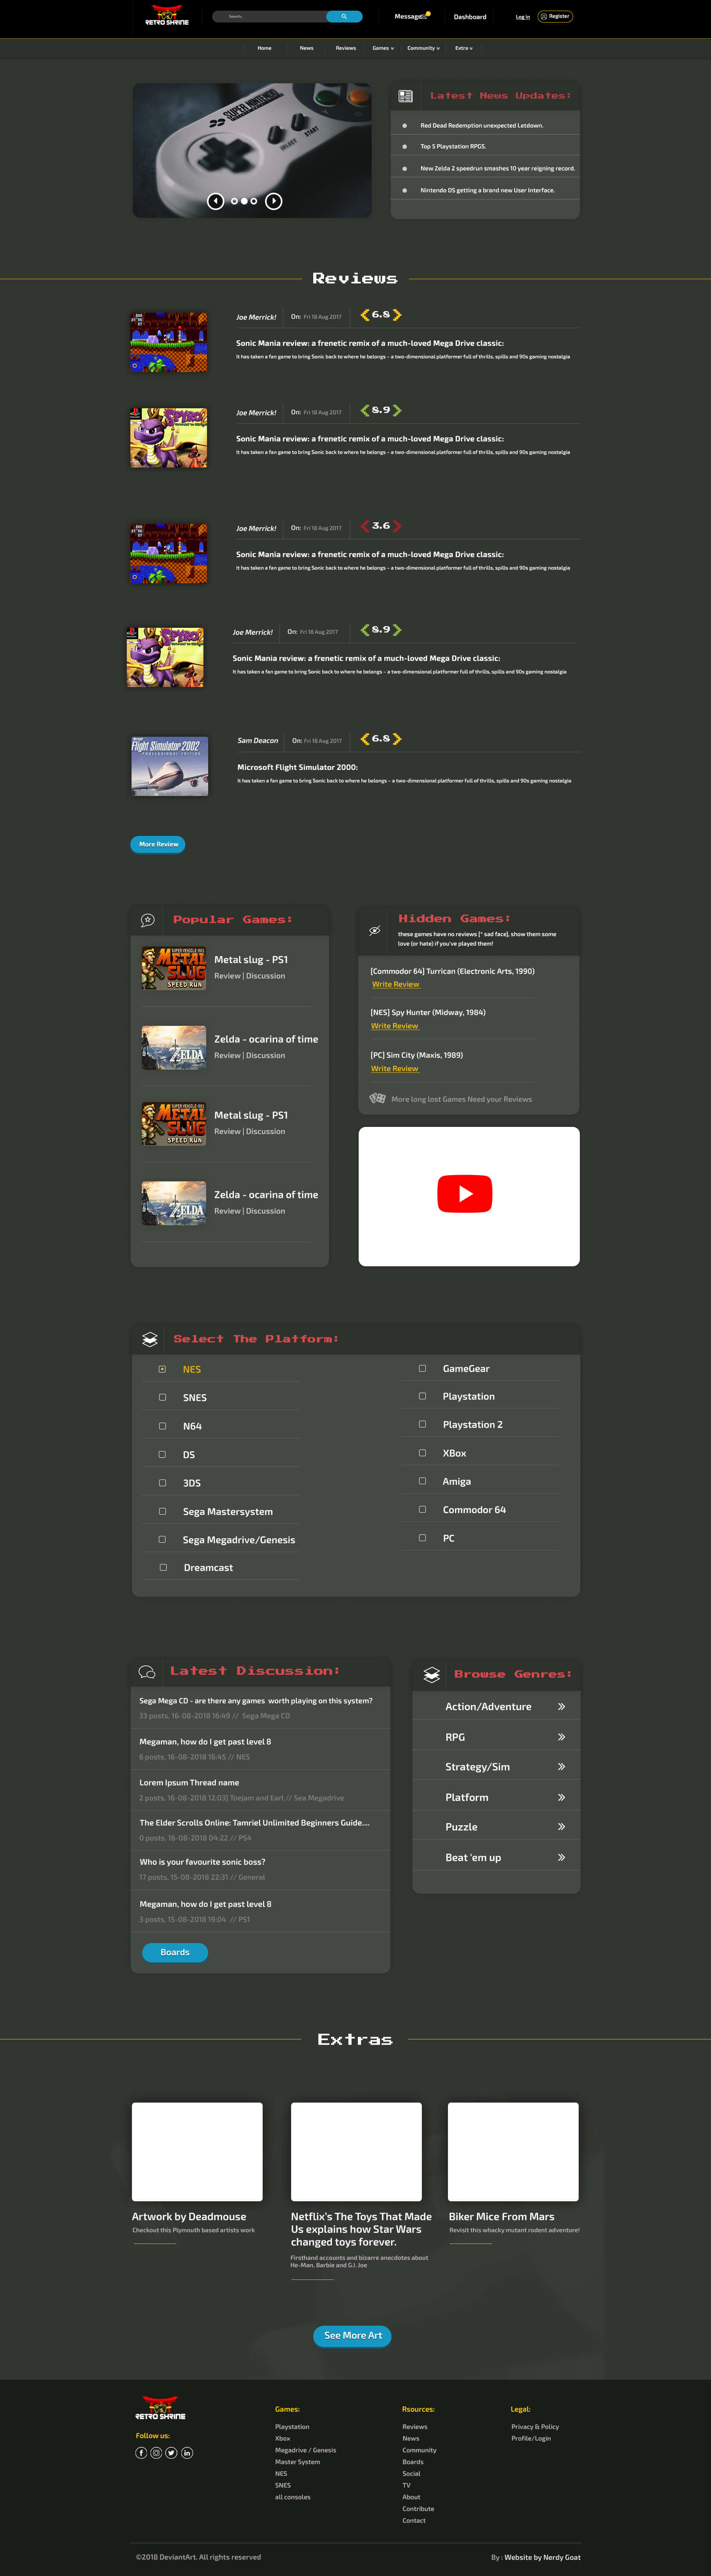 RETRO SHRINE
Search..
Messages
Dashboard
Log in
Register
Home
News
Reviews
Games
Community
Extra
SUPER NINTENDO
SELECT
START
Latest News Updates:
Red Dead Redemption unexpected Letdown.
Top 5 Playstation RPGS.
New Zelda 2 speedrun smashes 10 year reigning record.
Nintendo DS getting a brand new User Interface.
Reviews
Joe Merrick!
On: Fri 18 Aug 2017
6.8
Sonic Mania review: a frenetic remix of a much-loved Mega Drive classic:
It has taken a fan game to bring Sonic back to where he belongs – a two-dimensional platformer full of thrills, spills and 90s gaming nostalgia
Joe Merrick!
On: Fri 18 Aug 2017
8.9
Sonic Mania review: a frenetic remix of a much-loved Mega Drive classic:
It has taken a fan game to bring Sonic back to where he belongs – a two-dimensional platformer full of thrills, spills and 90s gaming nostalgia
Joe Merrick!
On: Fri 18 Aug 2017
3.6
Sonic Mania review: a frenetic remix of a much-loved Mega Drive classic:
It has taken a fan game to bring Sonic back to where he belongs – a two-dimensional platformer full of thrills, spills and 90s gaming nostalgia
Joe Merrick!
On: Fri 18 Aug 2017
8.9
Sonic Mania review: a frenetic remix of a much-loved Mega Drive classic:
It has taken a fan game to bring Sonic back to where he belongs – a two-dimensional platformer full of thrills, spills and 90s gaming nostalgia
Flight Simulator 2002
PROFESSIONAL EDITION
Sam Deacon
On: Fri 18 Aug 2017
6.8
Microsoft Flight Simulator 2000:
It has taken a fan game to bring Sonic back to where he belongs – a two-dimensional platformer full of thrills, spills and 90s gaming nostalgia
More Review
Popular Games:
METAL
SLUG
SPEED RUN
Metal slug - PS1
Review | Discussion
ZELDA
Zelda - ocarina of time
Review | Discussion
METAL
SLUG
SPEED RUN
Metal slug - PS1
Review | Discussion
ZELDA
Zelda - ocarina of time
Review | Discussion
Hidden Games:
these games have no reviews [* sad face], show them some
love (or hate) if you've played them!
[Commodor 64] Turrican (Electronic Arts, 1990)
Write Review
[NES] Spy Hunter (Midway, 1984)
Write Review
[PC] Sim City (Maxis, 1989)
Write Review
More long lost Games Need your Reviews
Select The Platform:
NES
SNES
N64
DS
3DS
Sega Mastersystem
Sega Megadrive/Genesis
Dreamcast
GameGear
Playstation
Playstation 2
XBox
Amiga
Commodor 64
PC
Latest Discussion:
Sega Mega CD - are there any games worth playing on this system?
33 posts, 16-08-2018 16:49 // Sega Mega CD
Megaman, how do I get past level 8
6 posts, 16-08-2018 16:45 // NES
Lorem Ipsum Thread name
2 posts, 16-08-2018 12:03] Toejam and Earl // Sea Megadrive
The Elder Scrolls Online: Tamriel Unlimited Beginners Guide....
0 posts, 16-08-2018 04:22 // PS4
Who is your favourite sonic boss?
17 posts, 15-08-2018 22:31 // General
Megaman, how do I get past level 8
3 posts, 15-08-2018 19:04 // PS1
Boards
Browse Genres:
Action/Adventure
RPG
Strategy/Sim
Platform
Puzzle
Beat 'em up
Extras
Artwork by Deadmouse
Checkout this Plymouth based artists work
Netflix's The Toys That Made
Us explains how Star Wars
changed toys forever.
Firsthand accounts and bizarre anecdotes about
He-Man, Barbie and G.I. Joe
Biker Mice From Mars
Revisit this whacky mutant rodent adventure!
See More Art
RETRO SHRINE
Follow us:
Games:
Playstation
Xbox
Megadrive / Genesis
Master System
NES
SNES
all consoles
Rsources:
Reviews
News
Community
Boards
Social
TV
About
Contribute
Contact
Legal:
Privacy & Policy
Profile/Login
©2018 DeviantArt. All rights reserved
By : Website by Nerdy Goat